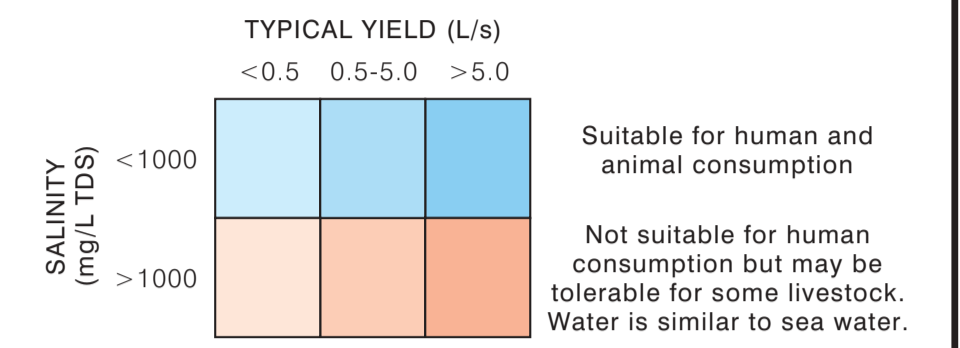 TYPICAL YIELD (L/s)
<0.5 0.5-5.0 >5.0
SALINITY
(mg/L TDS)
<1000
Suitable for human and
animal consumption
>1000
Not suitable for human
consumption but may be
tolerable for some livestock.
Water is similar to sea water.